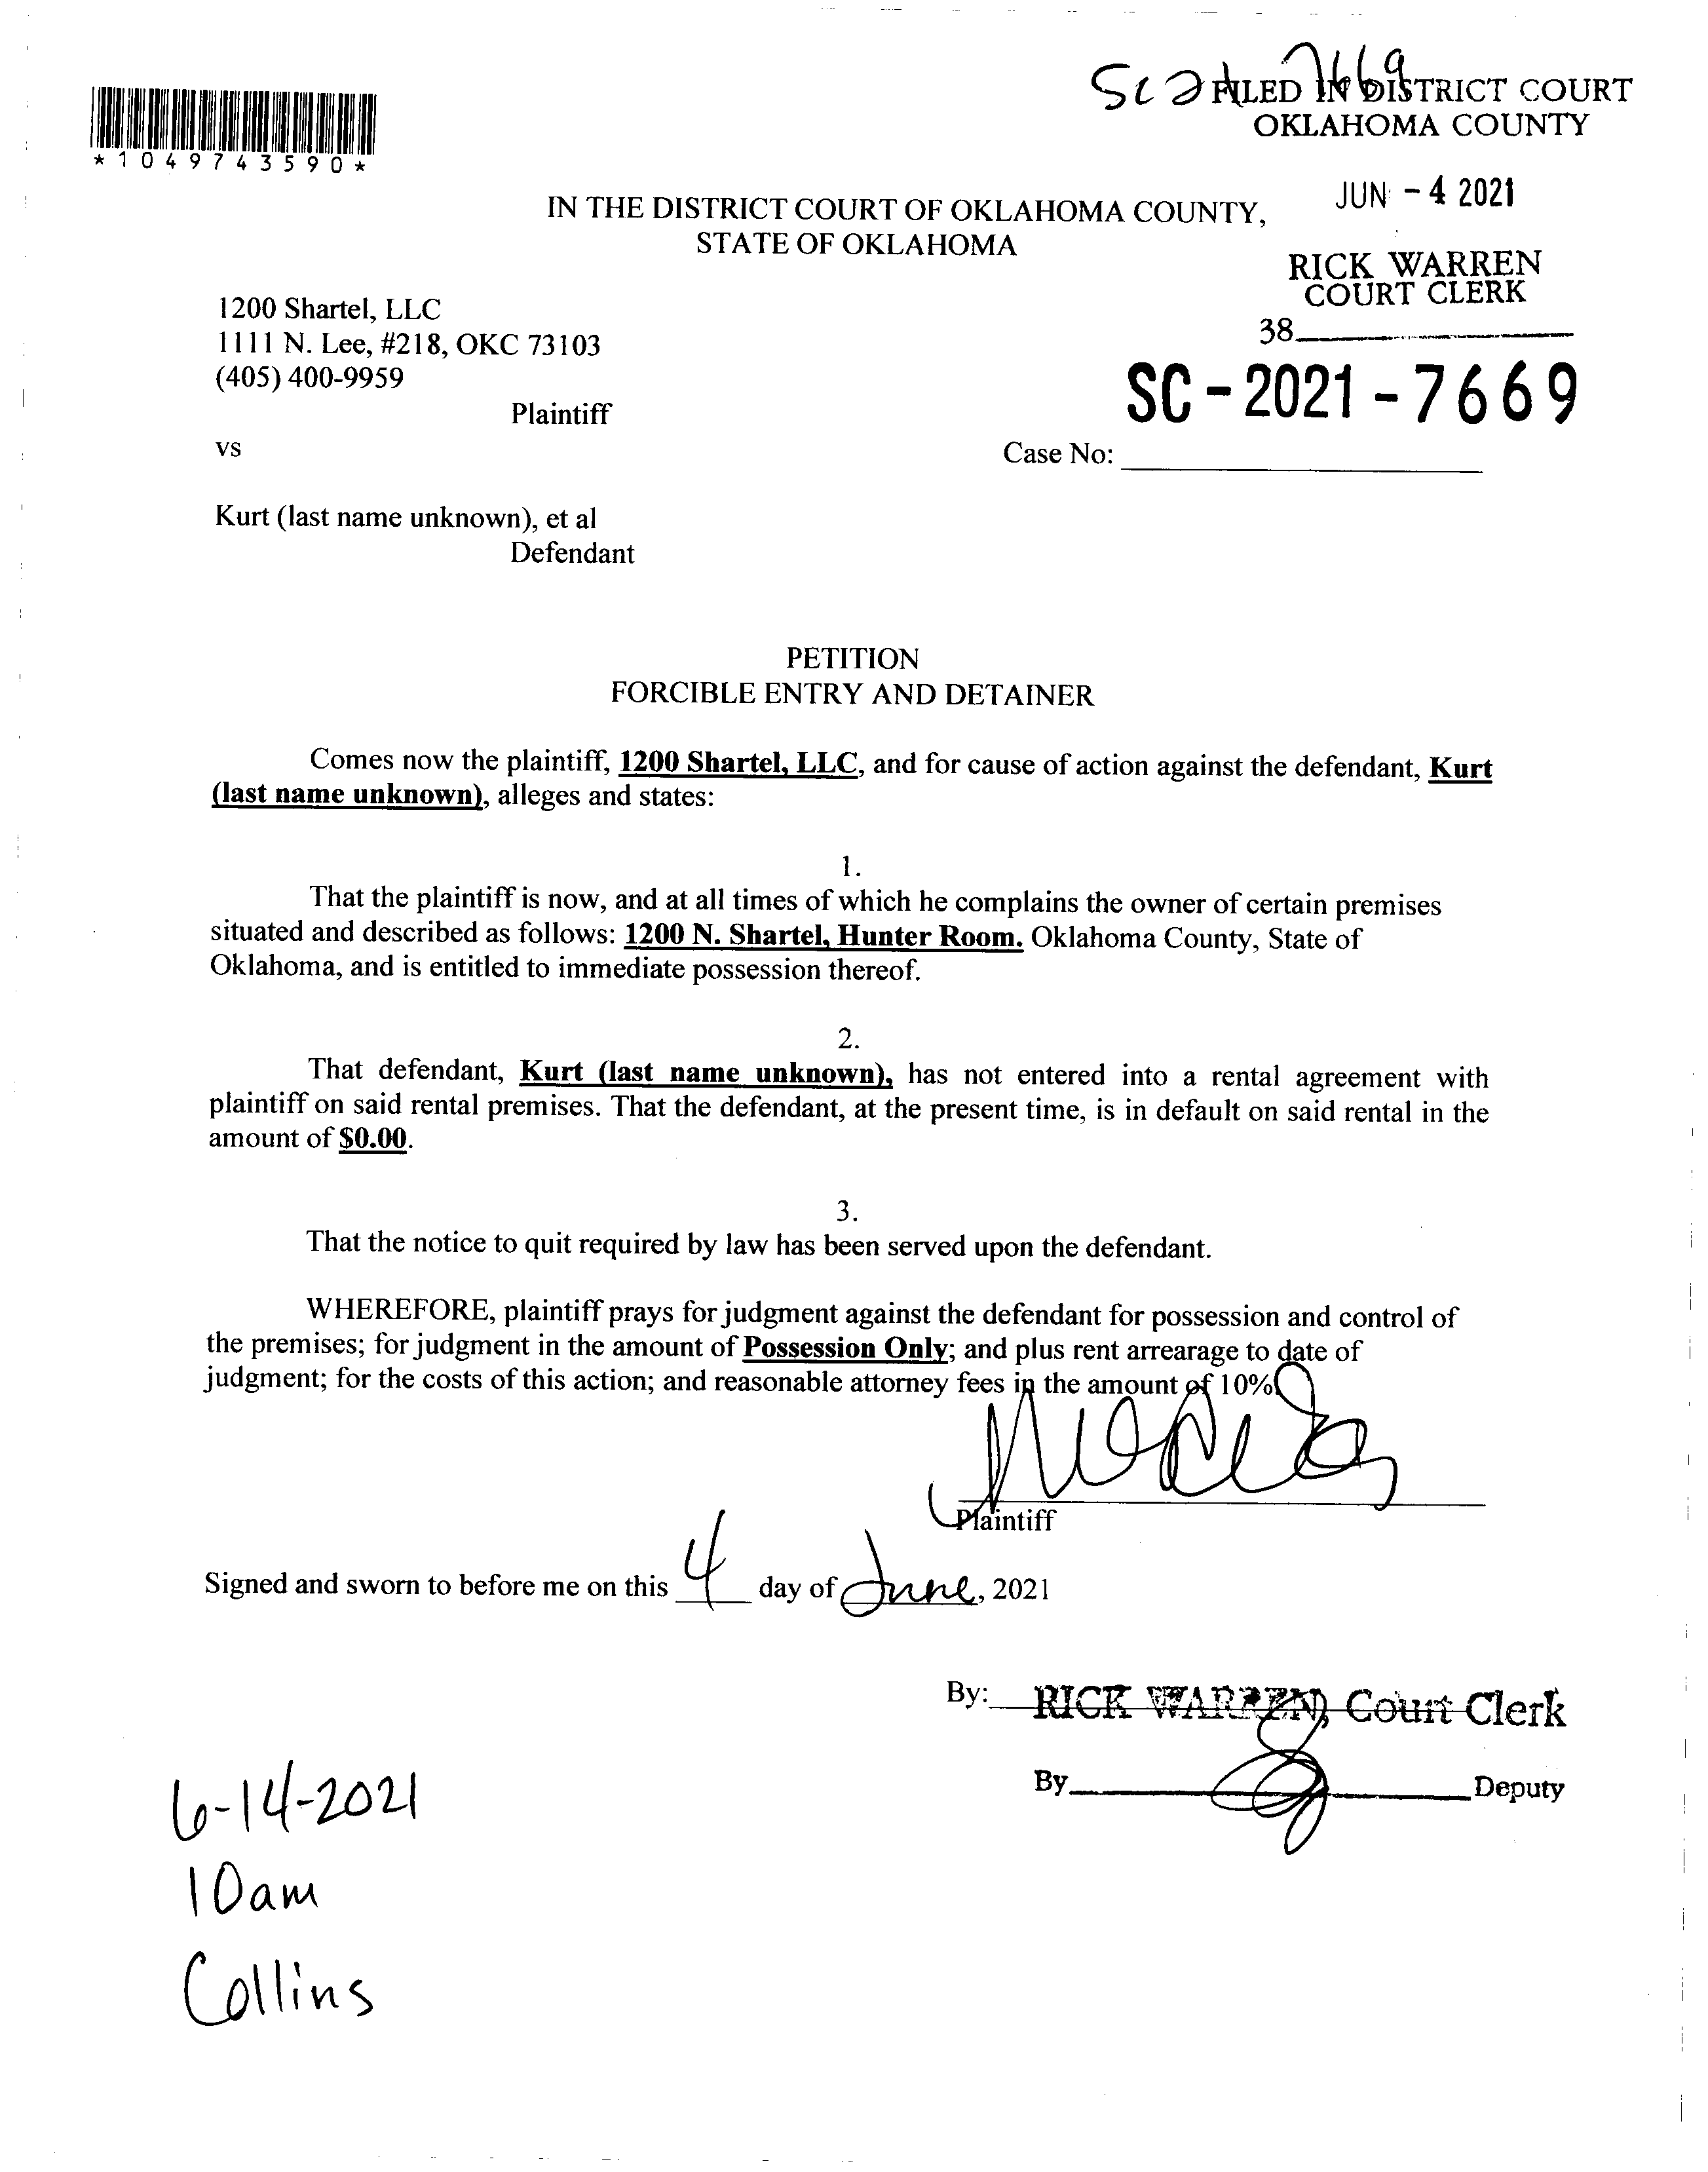 SC 21 7669
FILED IN DISTRICT COURT
OKLAHOMA COUNTY
*1049743590*
JUN - 4 2021
IN THE DISTRICT COURT OF OKLAHOMA COUNTY,
STATE OF OKLAHOMA
RICK WARREN
COURT CLERK
38
1200 Shartel, LLC
1111 N. Lee, #218, OKC 73103
(405) 400-9959
Plaintiff
SC - 2021 - 7669
vs
Case No:
Kurt (last name unknown), et al
Defendant
PETITION
FORCIBLE ENTRY AND DETAINER
Comes now the plaintiff, 1200 Shartel, LLC, and for cause of action against the defendant, Kurt
(last name unknown), alleges and states:
1.
That the plaintiff is now, and at all times of which he complains the owner of certain premises
situated and described as follows: 1200 N. Shartel, Hunter Room. Oklahoma County, State of
Oklahoma, and is entitled to immediate possession thereof.
2.
That defendant, Kurt (last name unknown), has not entered into a rental agreement with
plaintiff on said rental premises. That the defendant, at the present time, is in default on said rental in the
amount of $0.00.
3.
That the notice to quit required by law has been served upon the defendant.
WHEREFORE, plaintiff prays for judgment against the defendant for possession and control of
the premises; for judgment in the amount of Possession Only; and plus rent arrearage to date of
judgment; for the costs of this action; and reasonable attorney fees in the amount of 10%
Plaintiff
Signed and sworn to before me on this 4 day of June, 2021
By: RICK WARREN, Court Clerk
By Deputy
6-14-2021
10am
Collins